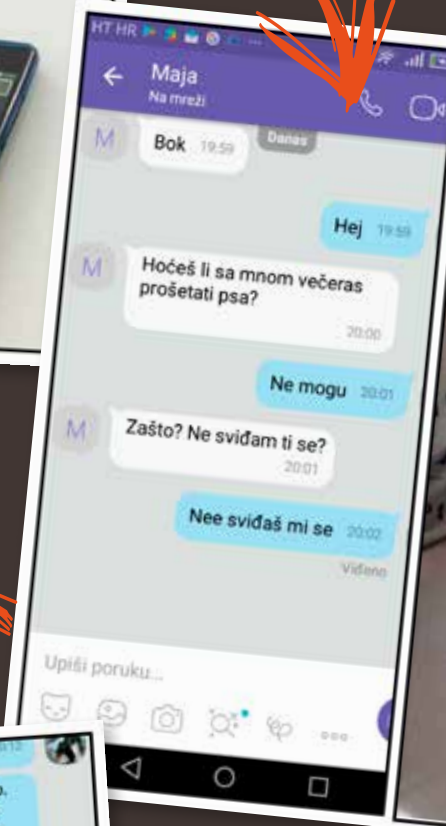 HT HR
Maja
Na mreži
Danas
Bok 19:59
Hej 19:59
Hoćeš li sa mnom večeras
prošetati psa?
20:00
Ne mogu 20:01
Zašto? Ne sviđam ti se?
20:01
Nee sviđaš mi se 20:02
Viđeno
Upiši poruku...